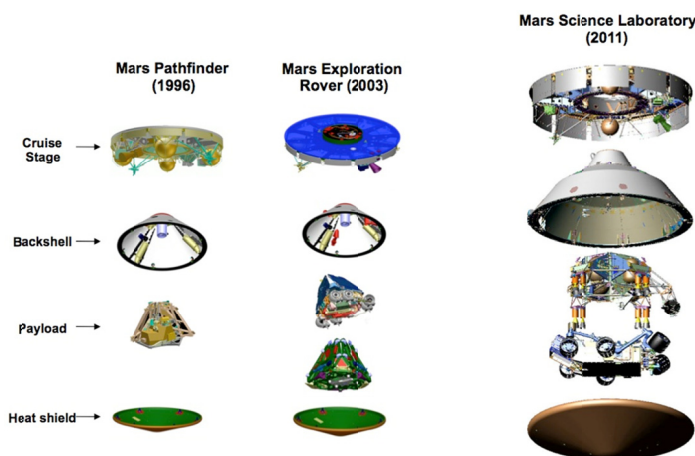 Mars Science Laboratory
(2011)
Mars Pathfinder
(1996)
Mars Exploration
Rover (2003)
Cruise
Stage
Backshell
Payload
Heat shield